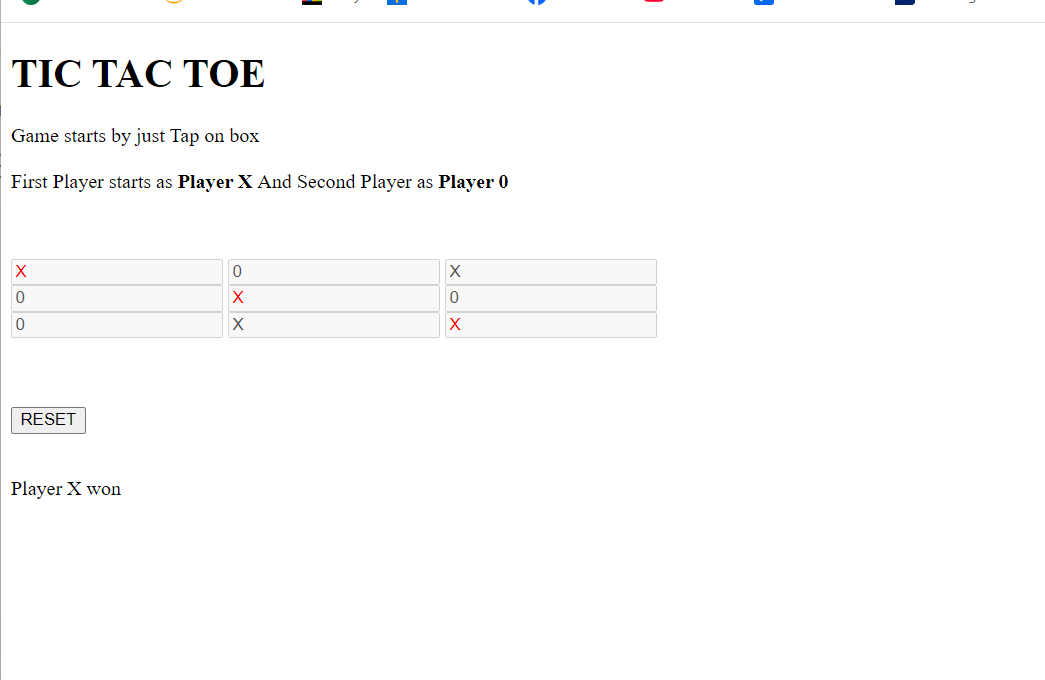 TIC TAC TOE
Game starts by just Tap on box
First Player starts as Player X And Second Player as Player 0
X 0 X
0 X 0
0 X X
RESET
Player X won